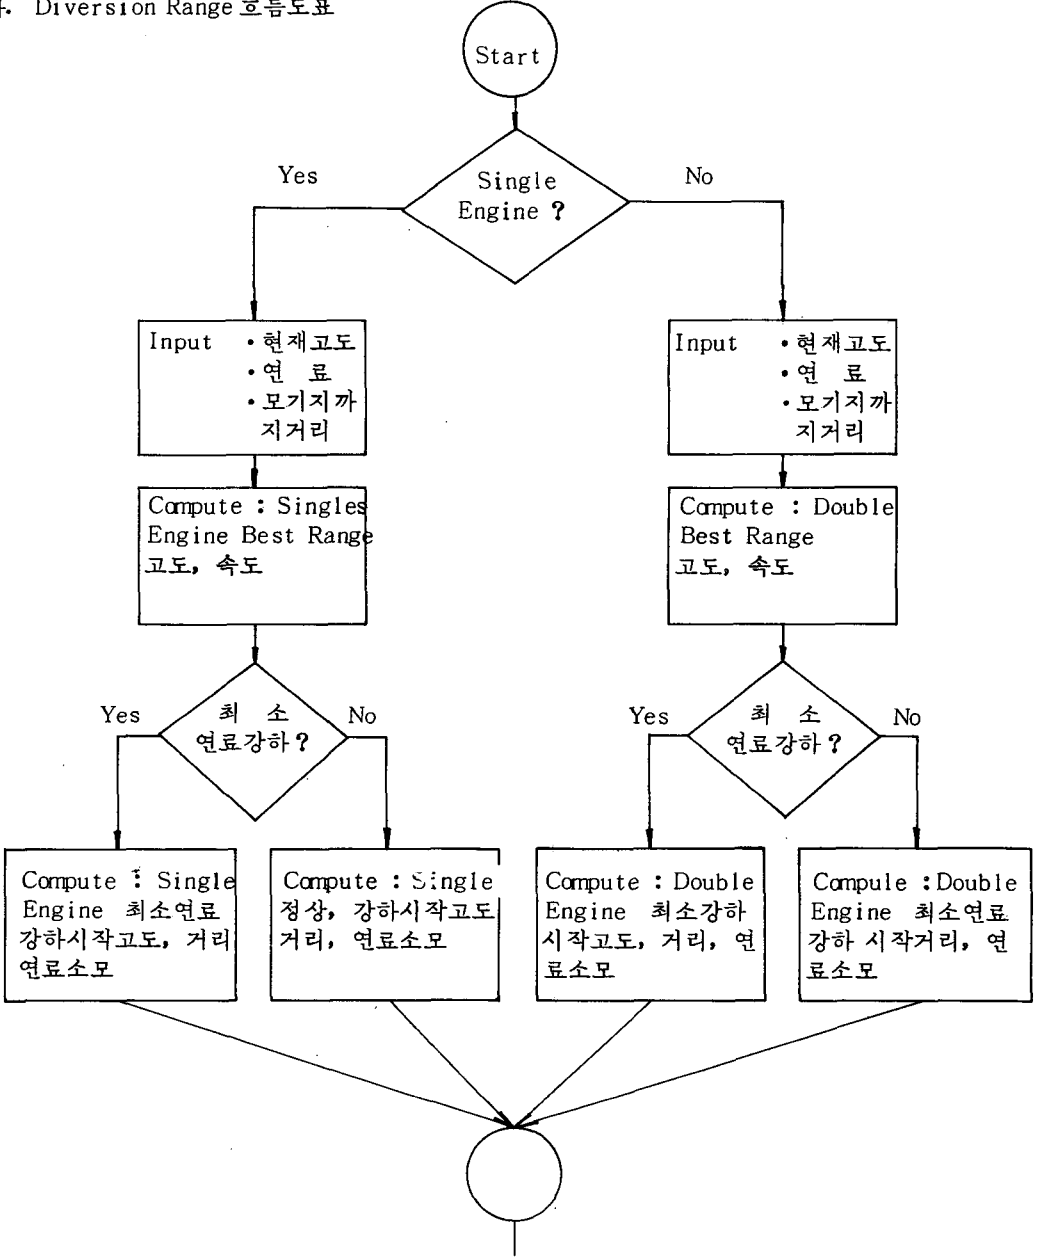 Diversion Range 흐름도표
Start
Yes
Single
Engine ?
No
Input • 현재고도
• 연 료
• 모기지까
지거리
Input • 현재고도
• 연 료
• 모기지까
지거리
Compute : Singles
Engine Best Range
고도, 속도
Compute : Double
Best Range
고도, 속도
Yes
최 소
연료강하?
No
Yes
최 소
연료강하?
No
Compute : Single
Engine 최소연료
강하시작고도, 거리
연료소모
Compute : Single
정상, 강하시작고도
거리, 연료소모
Compute : Double
Engine 최소강하
시작고도, 거리, 연
료소모
Compule :Double
Engine 최소연료
강하 시작거리, 연
료소모